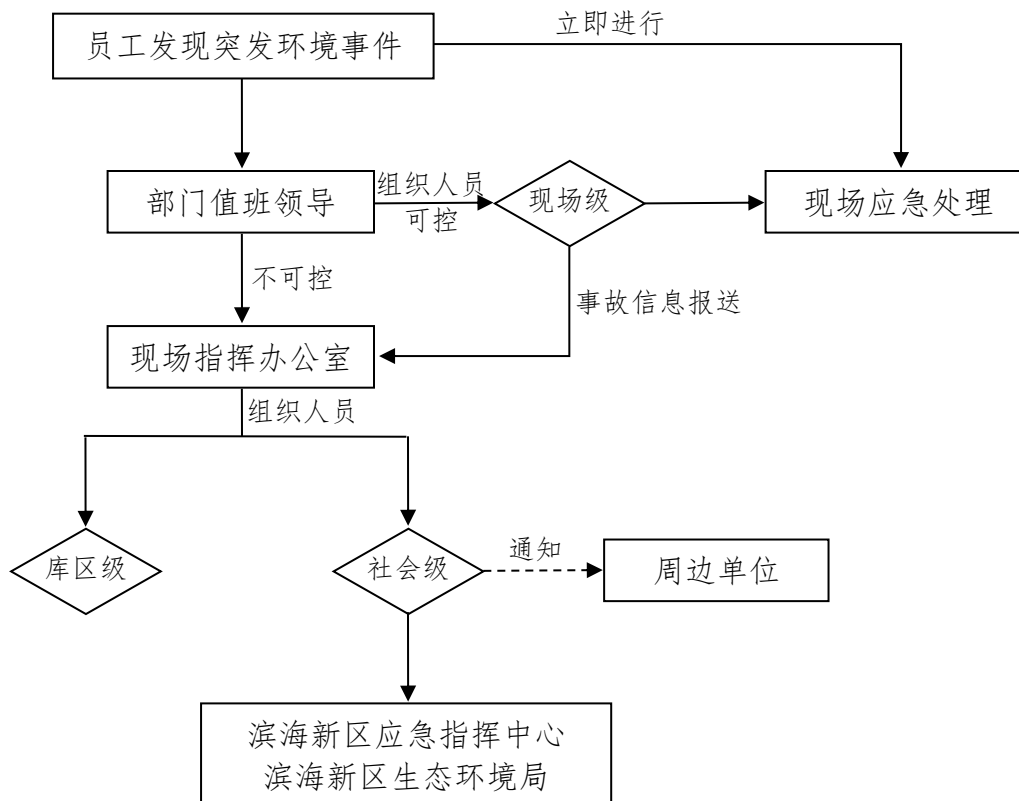 立即进行
员工发现突发环境事件
组织人员
可控
部门值班领导
现场级
现场应急处理
不可控
事故信息报送
现场指挥办公室
组织人员
库区级
社会级
通知
周边单位
滨海新区应急指挥中心
滨海新区生态环境局